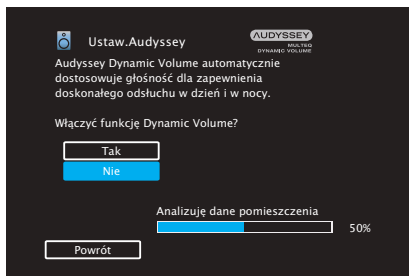 Ustaw.Audyssey
AUDYSSEY
MULTEQ
DYNAMIC VOLUME
Audyssey Dynamic Volume automatycznie
dostosowuje głośność dla zapewnienia
doskonałego odsłuchu w dzień i w nocy.
Włączyć funkcję Dynamic Volume?
Tak
Nie
Analizuję dane pomieszczenia
50%
Powrót